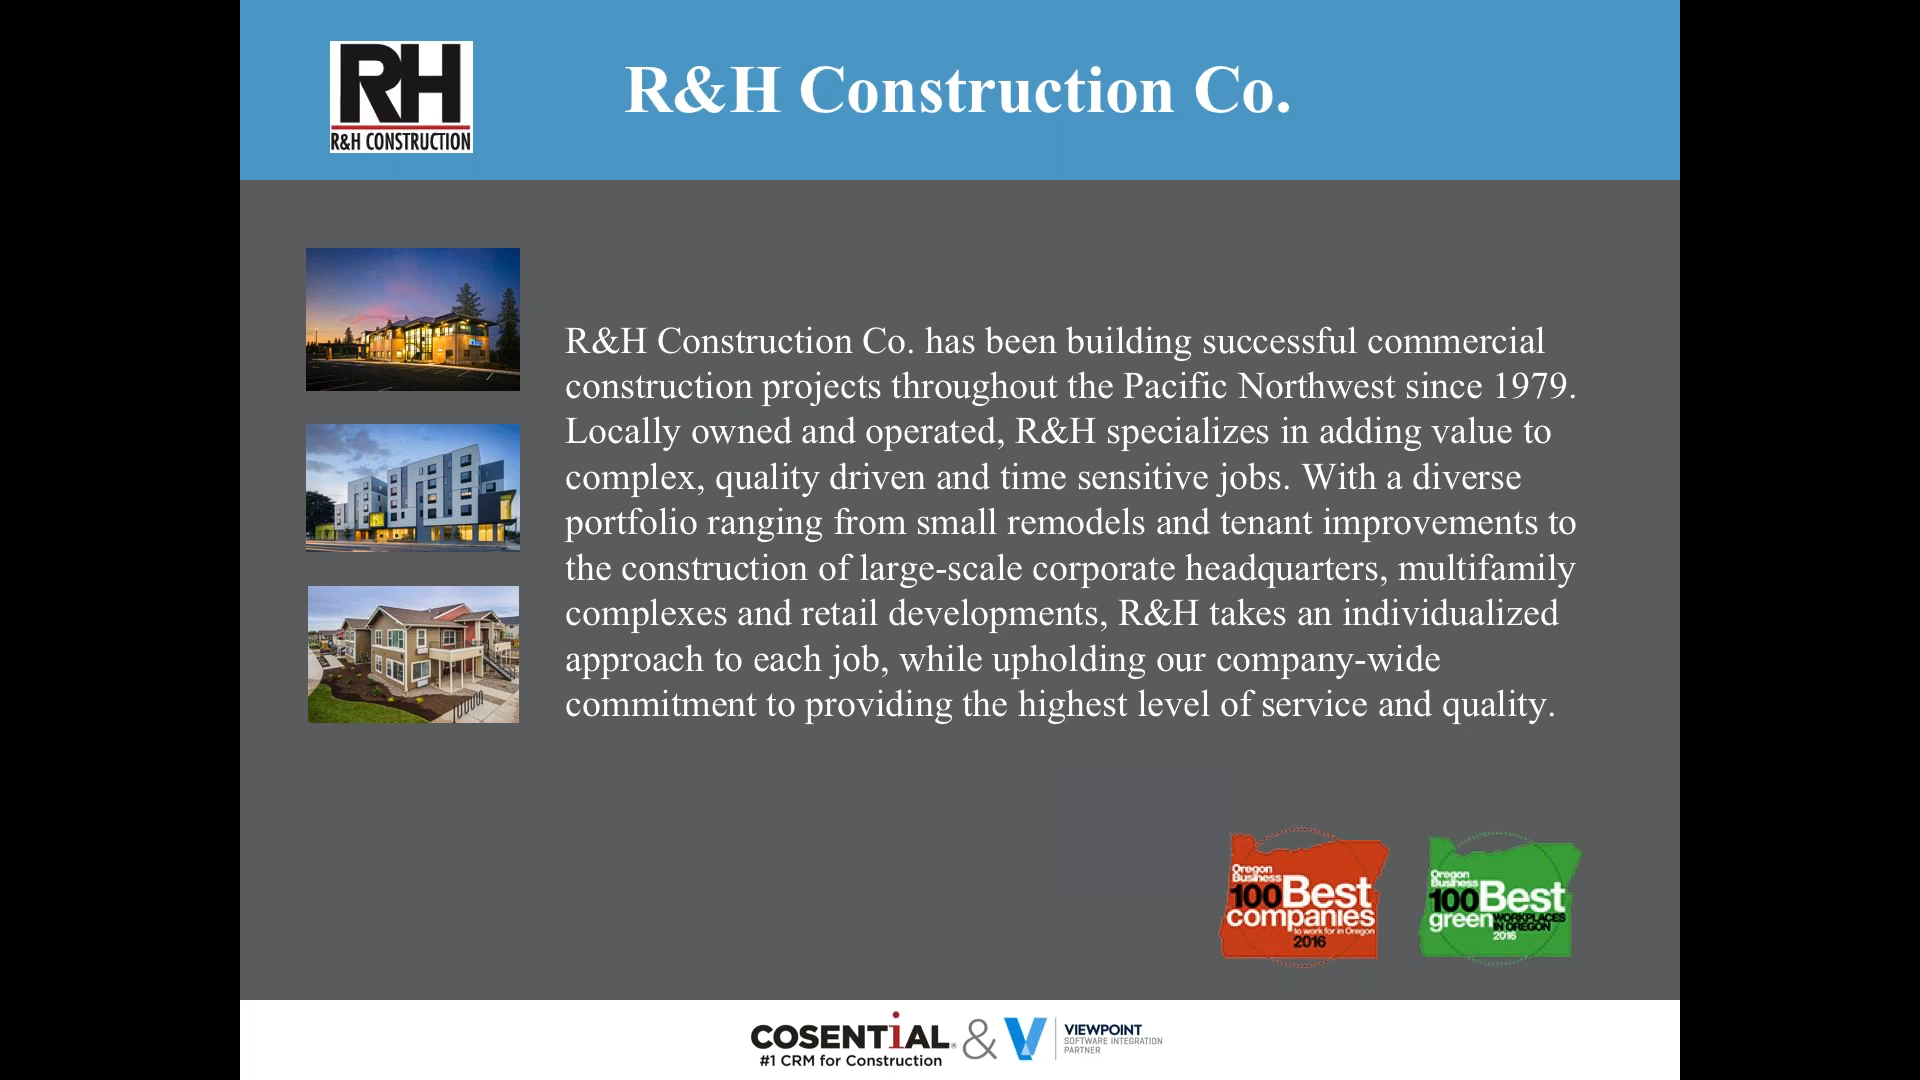 RH
R&H CONSTRUCTION
R&H Construction Co.
R&H Construction Co. has been building successful commercial
construction projects throughout the Pacific Northwest since 1979.
Locally owned and operated, R&H specializes in adding value to
complex, quality driven and time sensitive jobs. With a diverse
portfolio ranging from small remodels and tenant improvements to
the construction of large-scale corporate headquarters, multifamily
complexes and retail developments, R&H takes an individualized
approach to each job, while upholding our company-wide
commitment to providing the highest level of service and quality.
Oregon
Business
100 Best
companies
to work for in Oregon
2016
Oregon
Business
100 Best
green WORKPLACES
IN OREGON
2016
COSENTiAL®
#1 CRM for Construction
&
VIEWPOINT
SOFTWARE INTEGRATION
PARTNER